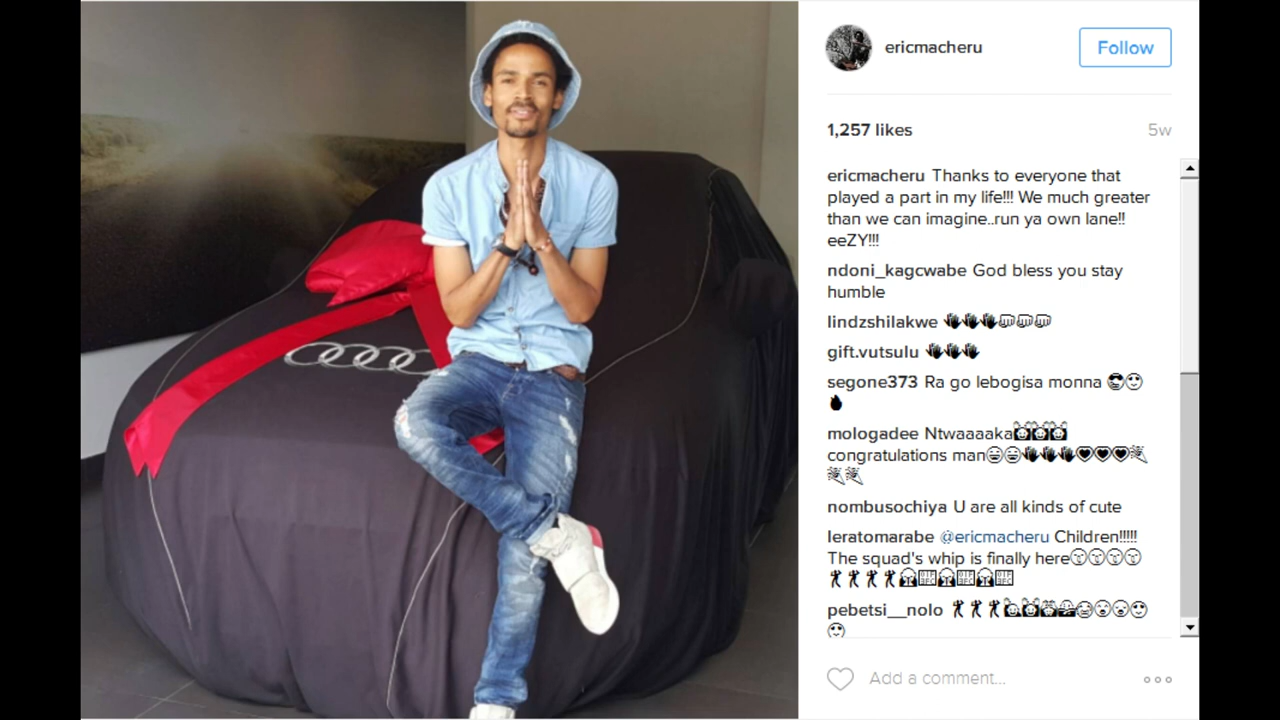 ericmacheru
Follow
1,257 likes
5w
ericmacheru Thanks to everyone that
played a part in my life!!! We much greater
than we can imagine..run ya own lane!!
eeZY!!!
ndoni_kagcwabe God bless you stay
humble
lindzshilakwe
gift.vutsulu
segone373 Ra go lebogisa monna
mologadee Ntwaaaaka
congratulations man
nombusochiya U are all kinds of cute
leratomarabe @ericmacheru Children!!!!!
The squad's whip is finally here
pebetsi__nolo
Add a comment...